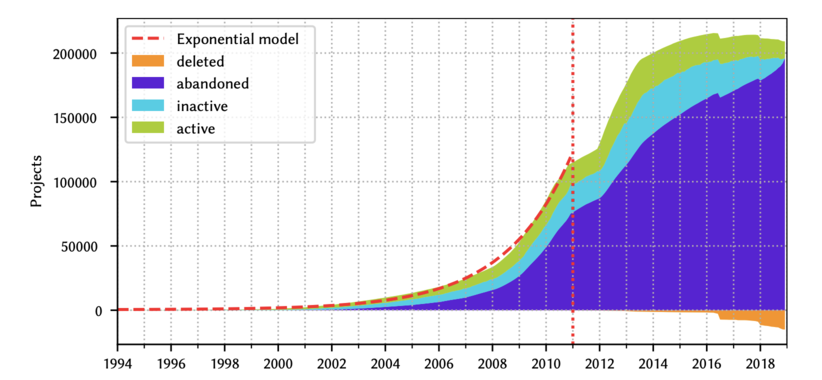 Exponential model
deleted
abandoned
inactive
active
Projects
200000
150000
100000
50000
0
1994 1996 1998 2000 2002 2004 2006 2008 2010 2012 2014 2016 2018